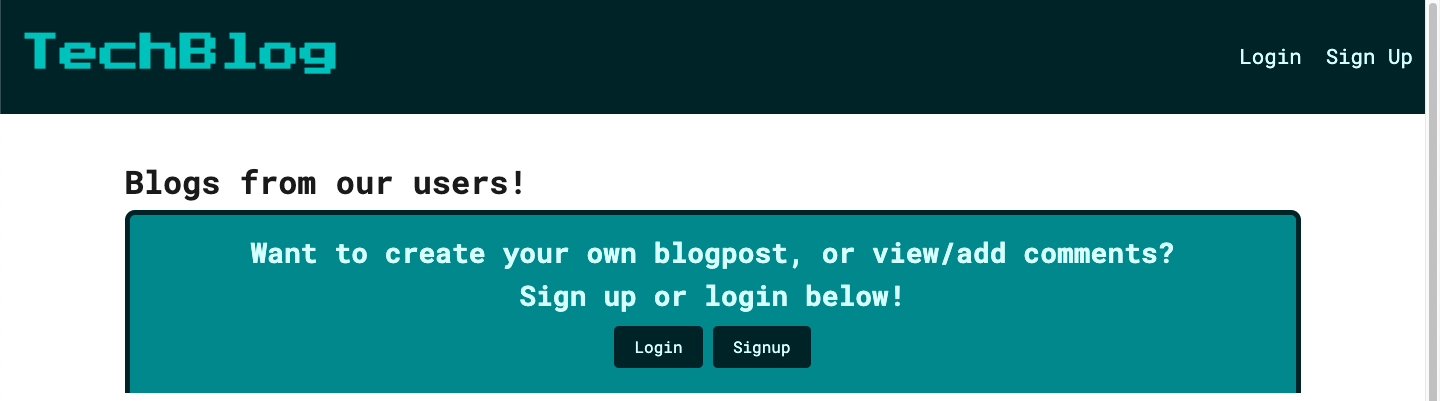 TechBlog
Login Sign Up
Blogs from our users!
Want to create your own blogpost, or view/add comments?
Sign up or login below!
Login Signup